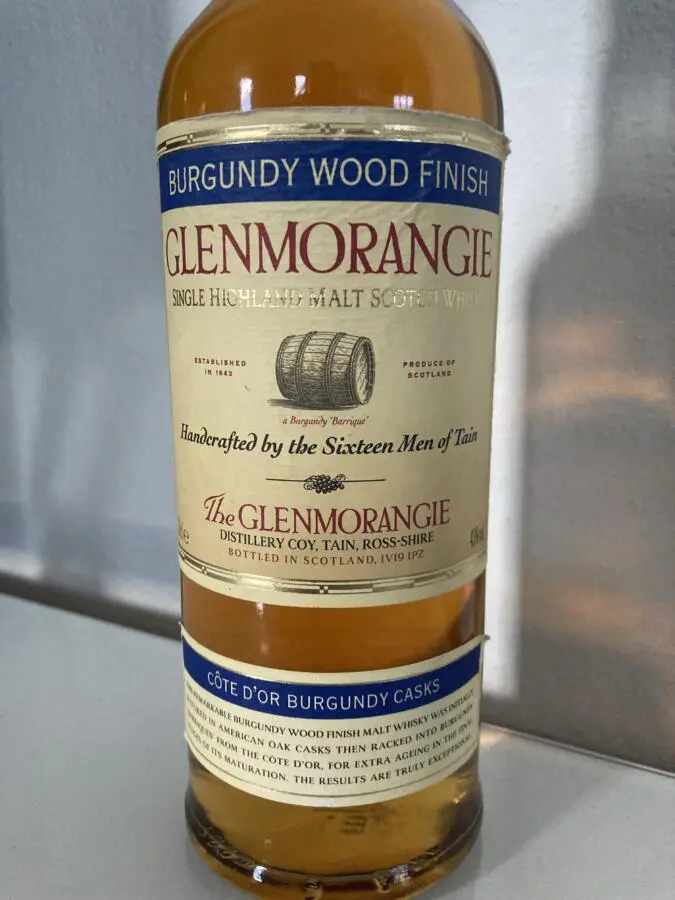 BURGUNDY WOOD FINISH
GLENMORANGIE
SINGLE HIGHLAND MALT SCOTCH WHISKY
ESTABLISHED
IN 1843
PRODUCE OF
SCOTLAND
a Burgundy 'Barrique'
Handcrafted by the Sixteen Men of Tain
The GLENMORANGIE
DISTILLERY COY, TAIN, ROSS-SHIRE
BOTTLED IN SCOTLAND, IV19 1PZ
CÔTE D'OR BURGUNDY CASKS
REMARKABLE BURGUNDY WOOD FINISH MALT WHISKY WAS INITIALLY
IN AMERICAN OAK CASKS THEN RACKED INTO BURGUNDY
FROM THE CÔTE D'OR, FOR EXTRA AGEING IN THE FINAL
OF ITS MATURATION. THE RESULTS ARE TRULY EXCEPTIONAL.